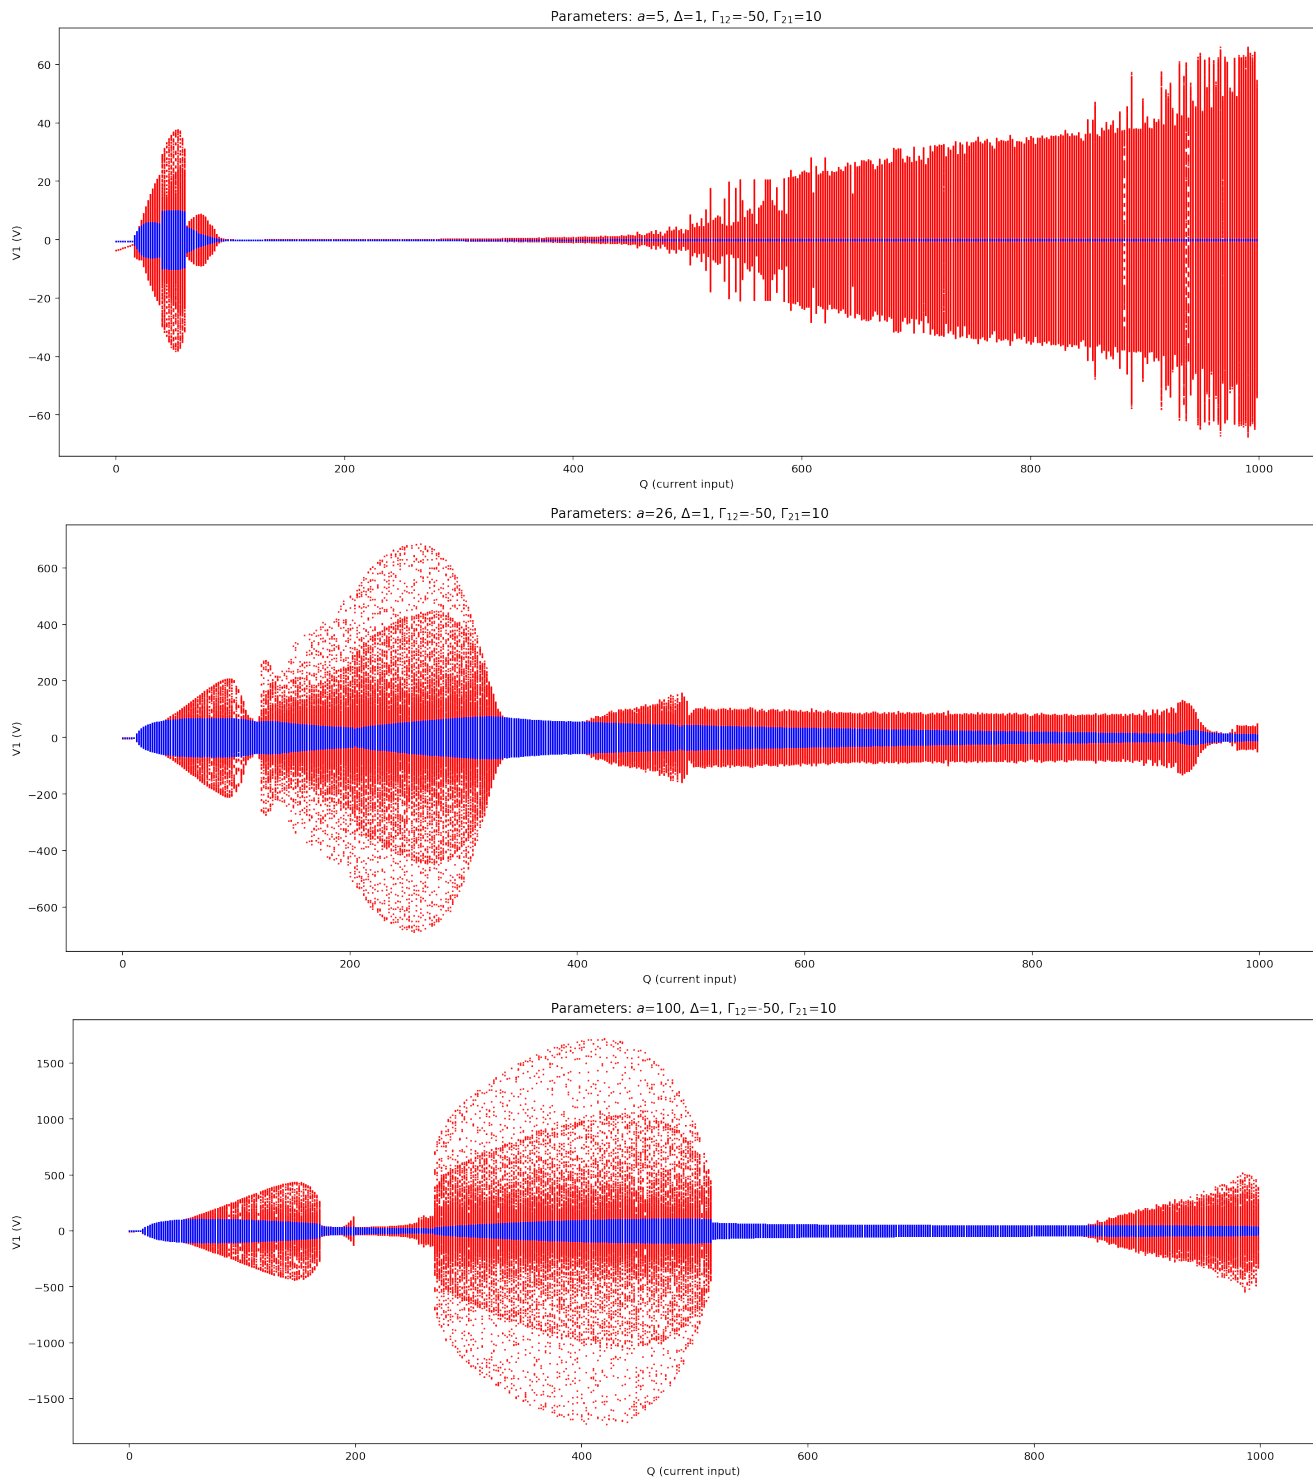 Parameters: a=5, Δ=1, Γ₁₂=-50, Γ₂₁=10
60
40
20
0
−20
−40
−60
V1 (V)
0 200 400 600 800 1000
Q (current input)
Parameters: a=26, Δ=1, Γ₁₂=-50, Γ₂₁=10
600
400
200
0
−200
−400
−600
V1 (V)
0 200 400 600 800 1000
Q (current input)
Parameters: a=100, Δ=1, Γ₁₂=-50, Γ₂₁=10
1500
1000
500
0
−500
−1000
−1500
V1 (V)
0 200 400 600 800 1000
Q (current input)